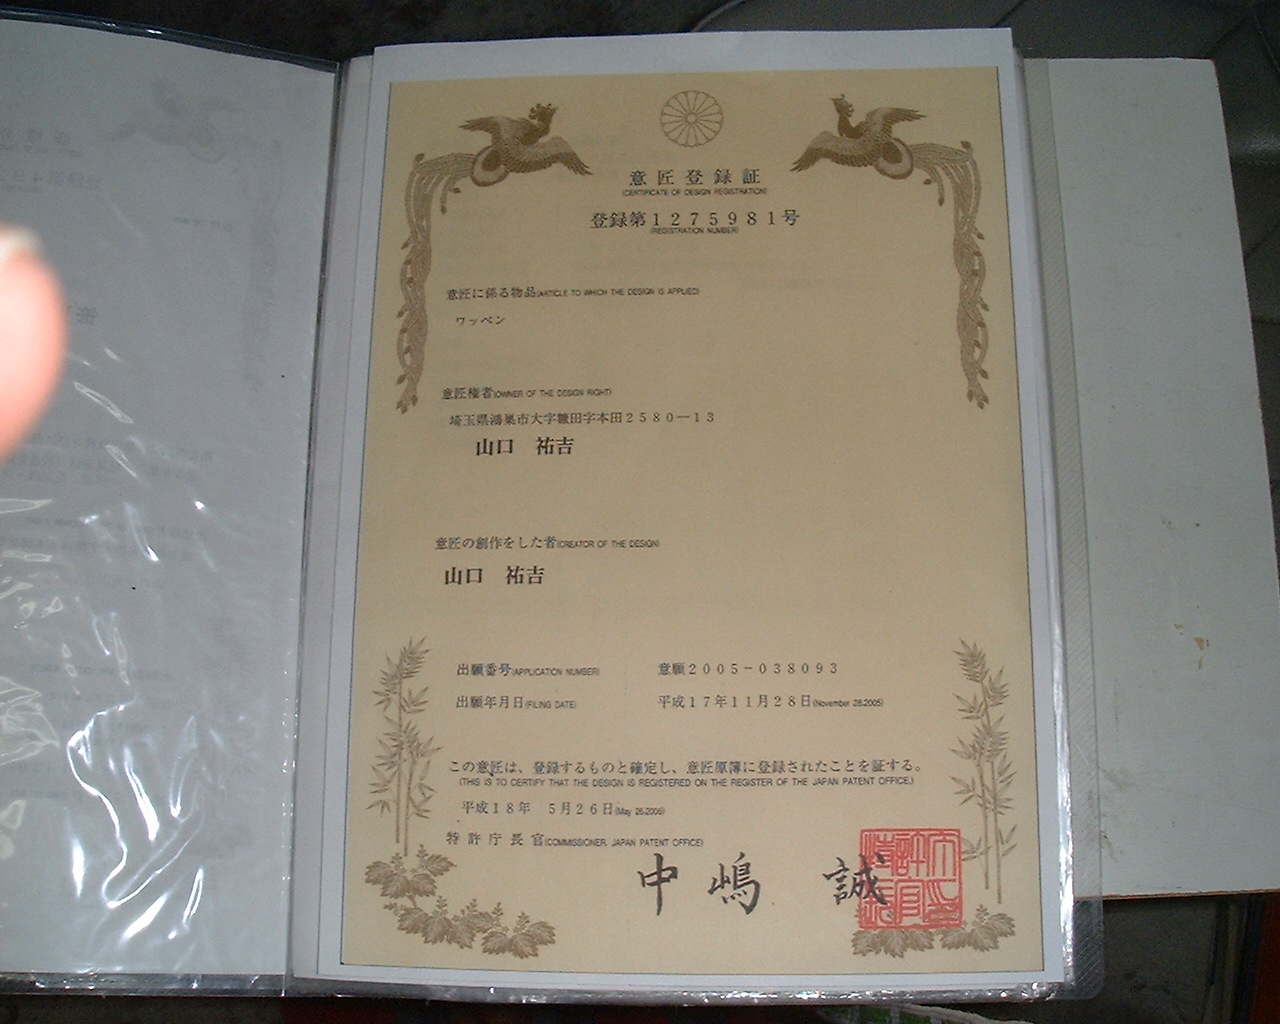 意匠登録証
(CERTIFICATE OF DESIGN REGISTRATION)
登録第1275981号
(REGISTRATION NUMBER)
意匠に係る物品(ARTICLE TO WHICH THE DESIGN IS APPLIED)
ワッペン
意匠権者(OWNER OF THE DESIGN RIGHT)
埼玉県鴻巣市大字糠田字本田2580−13
山口 祐吉
意匠の創作をした者(CREATOR OF THE DESIGN)
山口 祐吉
出願番号(APPLICATION NUMBER) 意願2005−038093
出願年月日(FILING DATE) 平成17年11月28日(November 28,2005)
この意匠は、登録するものと確定し、意匠原簿に登録されたことを証する。
(THIS IS TO CERTIFY THAT THE DESIGN IS REGISTERED ON THE REGISTER OF THE JAPAN PATENT OFFICE.)
平成18年 5月26日(May 26,2006)
特許庁長官(COMMISSIONER, JAPAN PATENT OFFICE)
中嶋 誠